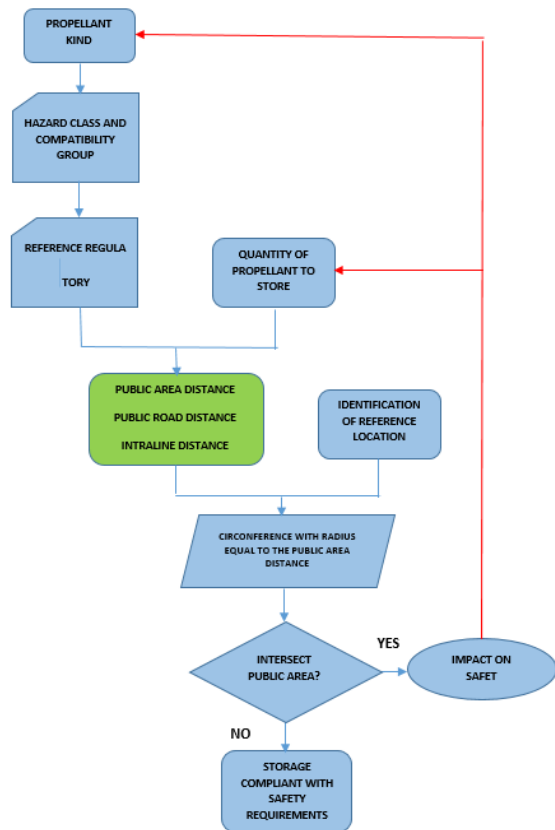 PROPELLANT
KIND
HAZARD CLASS AND
COMPATIBILITY
GROUP
REFERENCE REGULA
TORY
QUANTITY OF
PROPELLANT TO
STORE
PUBLIC AREA DISTANCE
PUBLIC ROAD DISTANCE
INTRALINE DISTANCE
IDENTIFICATION
OF REFERENCE
LOCATION
CIRCONFERENCE WITH RADIUS
EQUAL TO THE PUBLIC AREA
DISTANCE
INTERSECT
PUBLIC AREA?
YES
IMPACT ON
SAFET
NO
STORAGE
COMPLIANT WITH
SAFETY
REQUIREMENTS